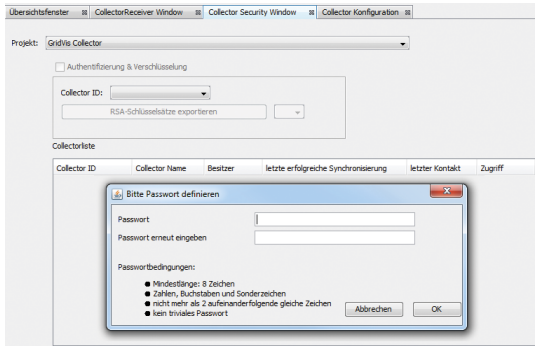 Übersichtsfenster CollectorReceiver Window Collector Security Window Collector Konfiguration
Projekt: GridVis Collector
Authentifizierung & Verschlüsselung
Collector ID:
RSA-Schlüsselsätze exportieren
Collectorliste
Collector ID Collector Name Besitzer letzte erfolgreiche Synchronisierung letzter Kontakt Zugriff
Bitte Passwort definieren
Passwort
Passwort erneut eingeben
Passwortbedingungen:
● Mindestlänge: 8 Zeichen
● Zahlen, Buchstaben und Sonderzeichen
● nicht mehr als 2 aufeinanderfolgende gleiche Zeichen
● kein triviales Passwort
Abbrechen OK